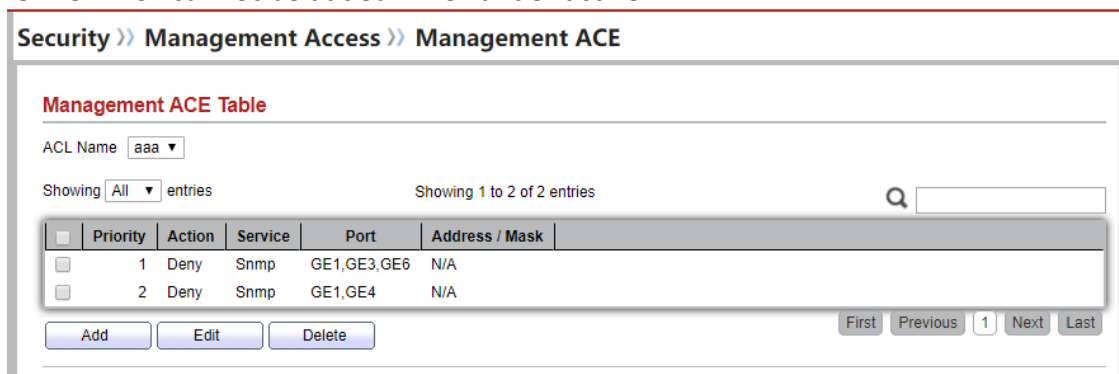 Security 》 Management Access 》 Management ACE
Management ACE Table
ACL Name aaa ▼
Showing All ▼ entries Showing 1 to 2 of 2 entries
Priority Action Service Port Address / Mask
1 Deny Snmp GE1,GE3,GE6 N/A
2 Deny Snmp GE1,GE4 N/A
Add Edit Delete First Previous 1 Next Last